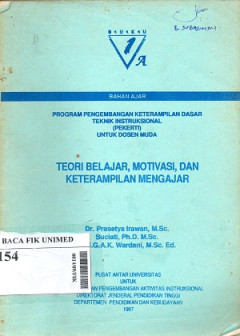 1
A
BAHAN AJAR
PROGRAM PENGEMBANGAN KETERAMPILAN DASAR
TEKNIK INSTRUKSIONAL
(PEKERTI)
UNTUK DOSEN MUDA
TEORI BELAJAR, MOTIVASI, DAN
KETERAMPILAN MENGAJAR
Dr. Prasetya Irawan, M.Sc.
Suciati, Ph.D. M.Sc.
I.G.A.K. Wardani, M.Sc. Ed.
BACA FIK UNIMED
154
PUSAT ANTAR UNIVERSITAS
UNTUK
PENGEMBANGAN AKTIVITAS INSTRUKSIONAL
DIREKTORAT JENDERAL PENDIDIKAN TINGGI
DEPARTEMEN PENDIDIKAN DAN KEBUDAYAAN
1997